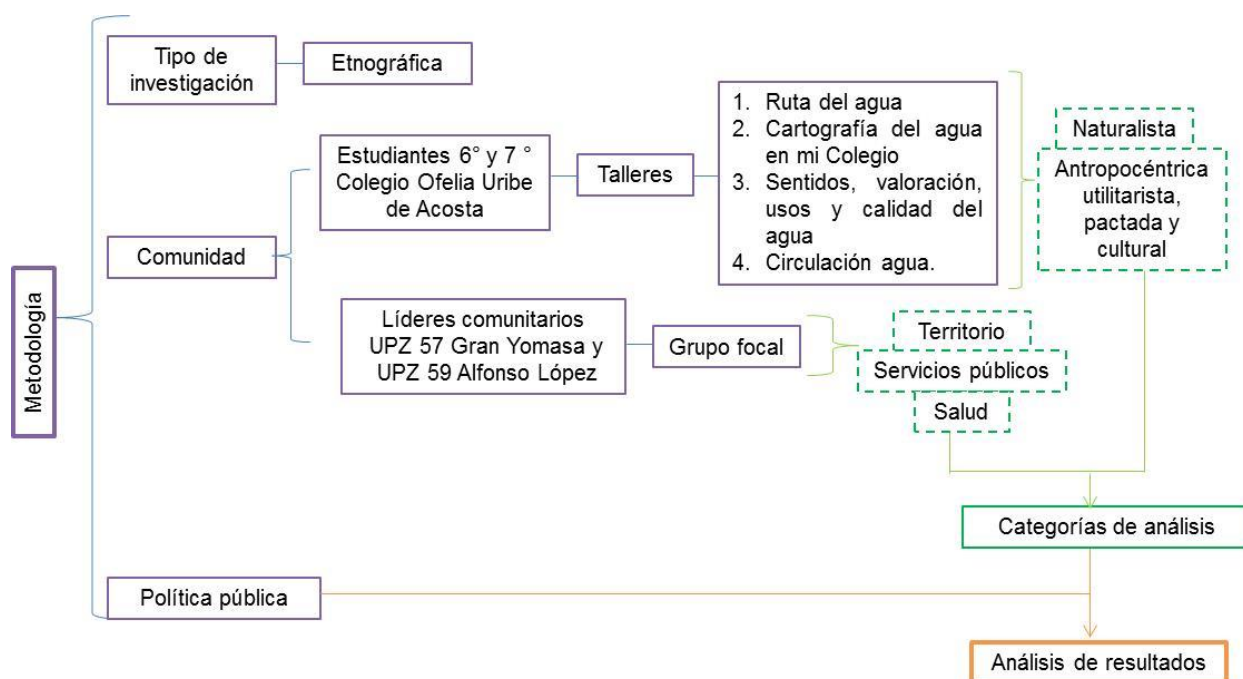 Metodología
Tipo de
investigación
Etnográfica
Comunidad
Estudiantes 6° y 7 °
Colegio Ofelia Uribe
de Acosta
Talleres
1. Ruta del agua
2. Cartografía del agua
en mi Colegio
3. Sentidos, valoración,
usos y calidad del
agua
4. Circulación agua.
Naturalista
Antropocéntrica
utilitarista,
pactada y
cultural
Líderes comunitarios
UPZ 57 Gran Yomasa y
UPZ 59 Alfonso López
Grupo focal
Territorio
Servicios públicos
Salud
Categorías de análisis
Política pública
Análisis de resultados